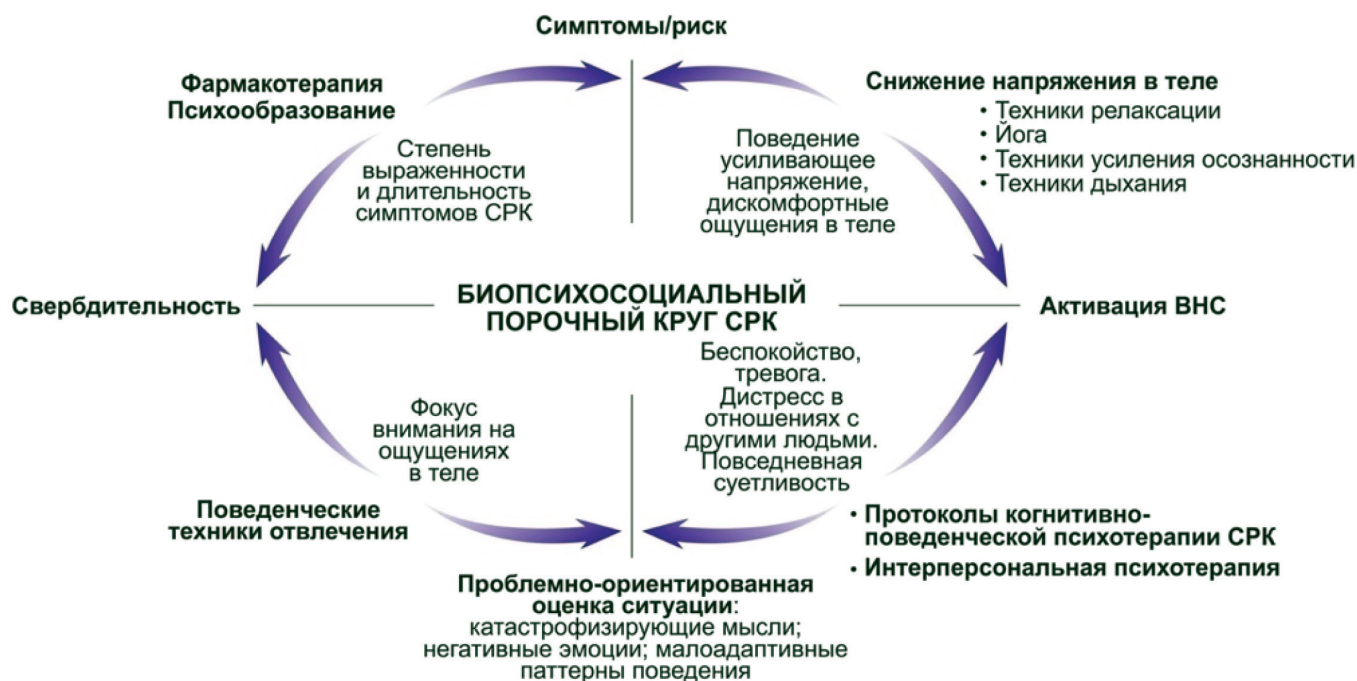 Симптомы/риск
Фармакотерапия
Психообразование
Степень
выраженности
и длительность
симптомов СРК
Поведение
усиливающее
напряжение,
дискомфортные
ощущения в теле
Снижение напряжения в теле
• Техники релаксации
• Йога
• Техники усиления осознанности
• Техники дыхания
Свербдительность
БИОПСИХОСОЦИАЛЬНЫЙ
ПОРОЧНЫЙ КРУГ СРК
Активация ВНС
Фокус
внимания на
ощущениях
в теле
Беспокойство,
тревога.
Дистресс в
отношениях с
другими людьми.
Повседневная
суетливость
Поведенческие
техники отвлечения
• Протоколы когнитивно-
поведенческой психотерапии СРК
• Интерперсональная психотерапия
Проблемно-ориентированная
оценка ситуации:
катастрофизирующие мысли;
негативные эмоции; малоадаптивные
паттерны поведения